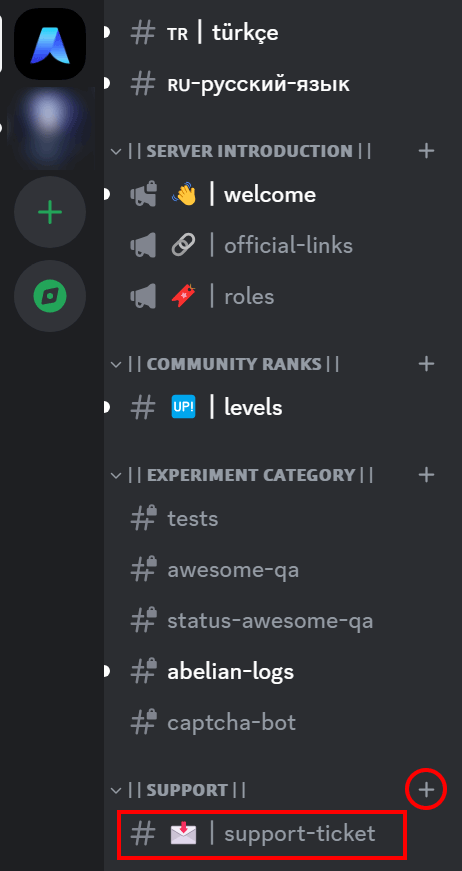 TR | türkçe
RU-русский-язык
|| SERVER INTRODUCTION ||
👋 | welcome
🔗 | official-links
🔖 | roles
|| COMMUNITY RANKS ||
UP! | levels
|| EXPERIMENT CATEGORY ||
tests
awesome-qa
status-awesome-qa
abelian-logs
captcha-bot
|| SUPPORT ||
📩 | support-ticket